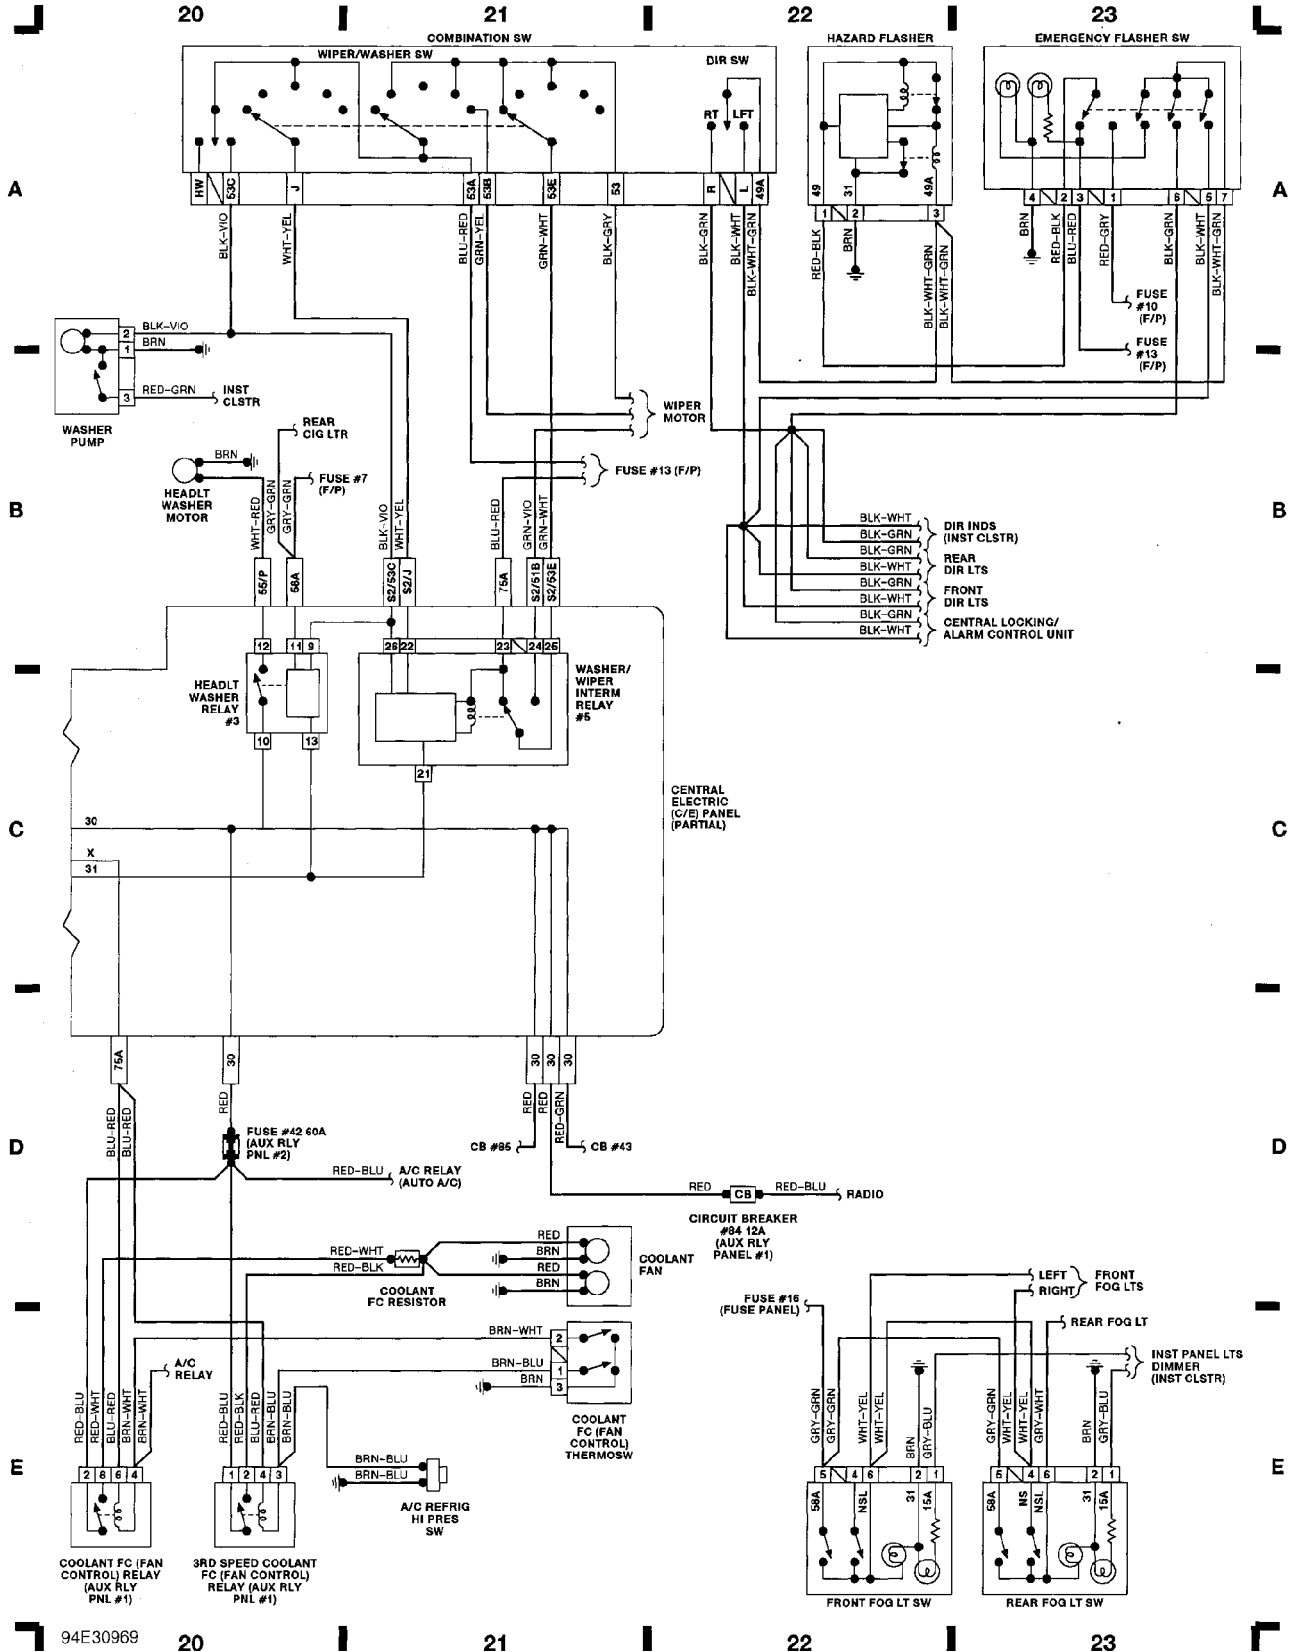 20 21 22 23
COMBINATION SW
HAZARD FLASHER
EMERGENCY FLASHER SW
WIPER/WASHER SW
DIR SW
RT LFT
A
HW 53C J 53A 53B 53E 53 R L 49A
49 31 49A
1 2 3
4 2 3 1 6 5 7
A
BLK-VIO
WHT-YEL
BLU-RED
GRN-YEL
GRN-WHT
BLK-GRY
BLK-GRN
BLK-WHT
BLK-WHT-GRN
RED-BLK
BRN
BLK-WHT-GRN
BLK-WHT-GRN
BRN
RED-BLK
BLU-RED
RED-GRY
BLK-GRN
BLK-WHT
BLK-WHT-GRN
FUSE
#10
(F/P)
FUSE
#13
(F/P)
2 BLK-VIO
1 BRN
3 RED-GRN
INST
CLSTR
WASHER
PUMP
REAR
CIG LTR
WIPER
MOTOR
BRN
FUSE #7
(F/P)
FUSE #13 (F/P)
HEADLT
WASHER
MOTOR
B
WHT-RED
GRY-GRN
GRY-GRN
BLK-VIO
WHT-YEL
BLU-RED
GRN-VIO
GRN-WHT
BLK-WHT
BLK-GRN
DIR INDS
(INST CLSTR)
BLK-GRN
BLK-WHT
REAR
DIR LTS
BLK-GRN
BLK-WHT
FRONT
DIR LTS
BLK-GRN
BLK-WHT
CENTRAL LOCKING/
ALARM CONTROL UNIT
B
55/P 58A S2/53C S2/J 75A S2/51B S2/53E
12 11 9 26 22 23 24 25
HEADLT
WASHER
RELAY
#3
WASHER/
WIPER
INTERM
RELAY
#5
10 13
21
CENTRAL
ELECTRIC
(C/E) PANEL
(PARTIAL)
C
30
X
31
C
75A 30 30 30 30
BLU-RED
BLU-RED
RED
RED
RED
RED-GRN
D
FUSE #42 60A
(AUX RLY
PNL #2)
CB #85
CB #43
D
RED-BLU
A/C RELAY
(AUTO A/C)
RED
CB
RED-BLU
RADIO
CIRCUIT BREAKER
#84 12A
(AUX RLY
PANEL #1)
RED-WHT
RED-BLK
COOLANT
FC RESISTOR
RED
BRN
RED
BRN
COOLANT
FAN
FUSE #16
(FUSE PANEL)
LEFT
RIGHT
FRONT
FOG LTS
REAR FOG LT
BRN-WHT 2
BRN-BLU 1
BRN 3
A/C
RELAY
INST PANEL LTS
DIMMER
(INST CLSTR)
COOLANT
FC (FAN
CONTROL)
THERMOSW
RED-BLU
RED-WHT
BLU-RED
BRN-WHT
BRN-WHT
RED-BLU
RED-BLK
BLU-RED
BRN-BLU
BRN-BLU
GRY-GRN
GRY-GRN
WHT-YEL
WHT-YEL
BRN
GRY-BLU
GRY-GRN
WHT-YEL
WHT-YEL
GRY-WHT
BRN
GRY-BLU
E
BRN-BLU
BRN-BLU
A/C REFRIG
HI PRES
SW
E
2 8 6 4
1 2 4 3
5 4 6 2 1
5 4 6 2 1
58A NSL 31 15A
58A NS NSL 31 15A
COOLANT FC (FAN
CONTROL) RELAY
(AUX RLY
PNL #1)
3RD SPEED COOLANT
FC (FAN CONTROL)
RELAY (AUX RLY
PNL #1)
FRONT FOG LT SW
REAR FOG LT SW
94E30969
20 21 22 23